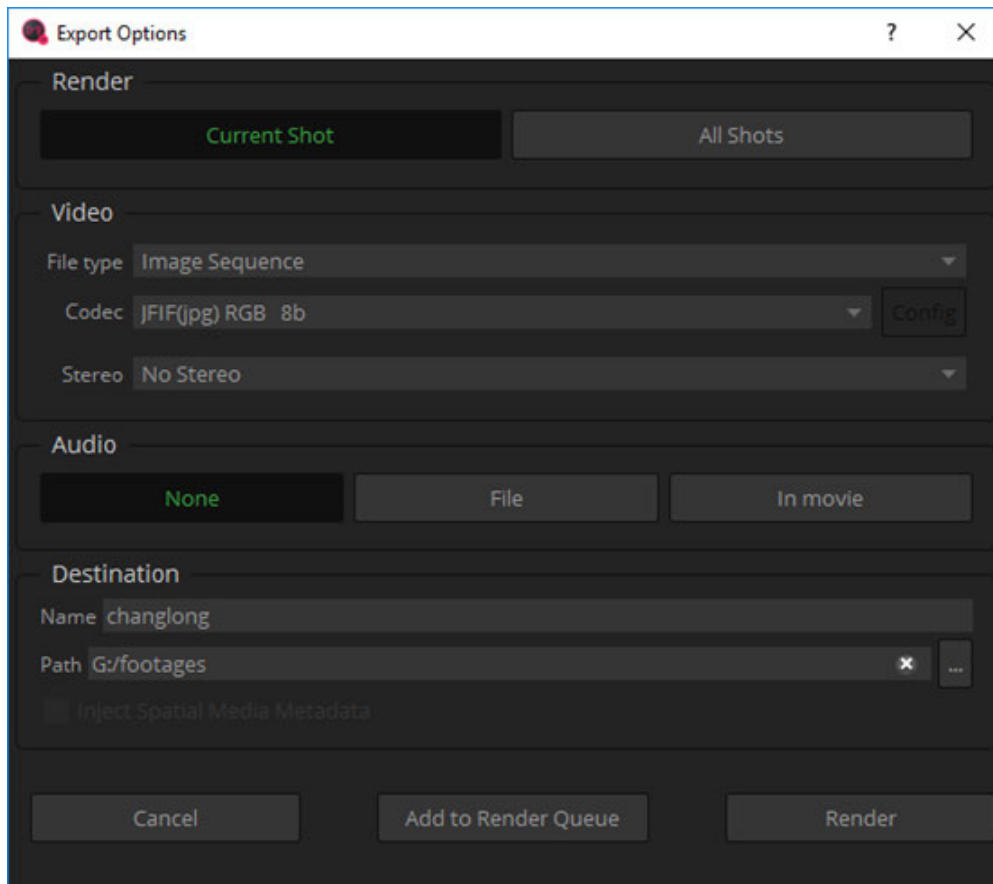 Export Options ? ×
Render
Current Shot All Shots
Video
File type Image Sequence
Codec JFIF(jpg) RGB 8b Config
Stereo No Stereo
Audio
None File In movie
Destination
Name changlong
Path G:/footages ...
Inject Spatial Media Metadata
Cancel Add to Render Queue Render